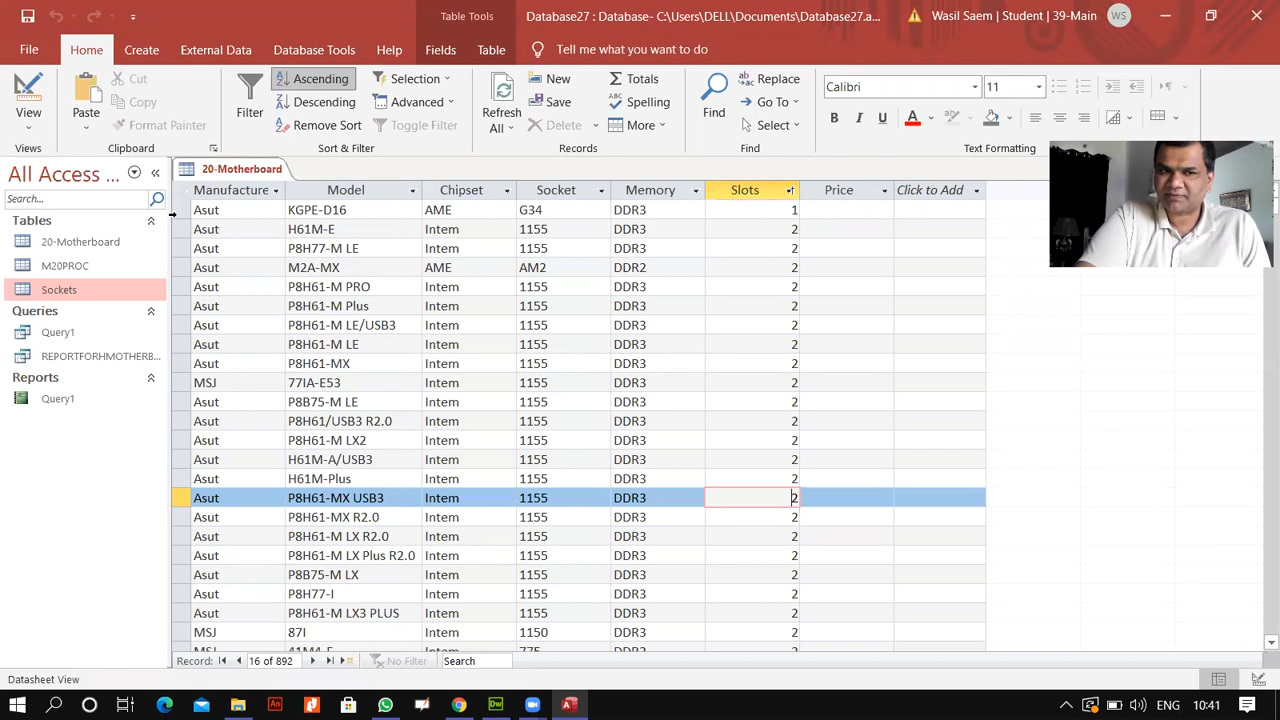 Table Tools
Database27 : Database- C:\Users\DELL\Documents\Database27.a...
Wasil Saem | Student | 39-Main
WS
File
Home
Create
External Data
Database Tools
Help
Fields
Table
Tell me what you want to do
View
Views
Paste
Cut
Copy
Format Painter
Clipboard
Filter
Ascending
Descending
Remove Sort
Selection
Advanced
Toggle Filter
Sort & Filter
Refresh
All
New
Save
Delete
Totals
Spelling
More
Records
Find
Replace
Go To
Select
Find
Calibri
11
B I U A
Text Formatting
All Access ...
Search...
Tables
20-Motherboard
M20PROC
Sockets
Queries
Query1
REPORTFORHMOTHERB...
Reports
Query1
20-Motherboard
Manufacture Model Chipset Socket Memory Slots Price Click to Add
Asut KGPE-D16 AME G34 DDR3 1
Asut H61M-E Intem 1155 DDR3 2
Asut P8H77-M LE Intem 1155 DDR3 2
Asut M2A-MX AME AM2 DDR2 2
Asut P8H61-M PRO Intem 1155 DDR3 2
Asut P8H61-M Plus Intem 1155 DDR3 2
Asut P8H61-M LE/USB3 Intem 1155 DDR3 2
Asut P8H61-M LE Intem 1155 DDR3 2
Asut P8H61-MX Intem 1155 DDR3 2
MSJ 77IA-E53 Intem 1155 DDR3 2
Asut P8B75-M LE Intem 1155 DDR3 2
Asut P8H61/USB3 R2.0 Intem 1155 DDR3 2
Asut P8H61-M LX2 Intem 1155 DDR3 2
Asut H61M-A/USB3 Intem 1155 DDR3 2
Asut H61M-Plus Intem 1155 DDR3 2
Asut P8H61-MX USB3 Intem 1155 DDR3 2
Asut P8H61-MX R2.0 Intem 1155 DDR3 2
Asut P8H61-M LX R2.0 Intem 1155 DDR3 2
Asut P8H61-M LX Plus R2.0 Intem 1155 DDR3 2
Asut P8B75-M LX Intem 1155 DDR3 2
Asut P8H77-I Intem 1155 DDR3 2
Asut P8H61-M LX3 PLUS Intem 1155 DDR3 2
MSJ 87I Intem 1150 DDR3 2
Record: 16 of 892 No Filter Search
Datasheet View
ENG 10:41